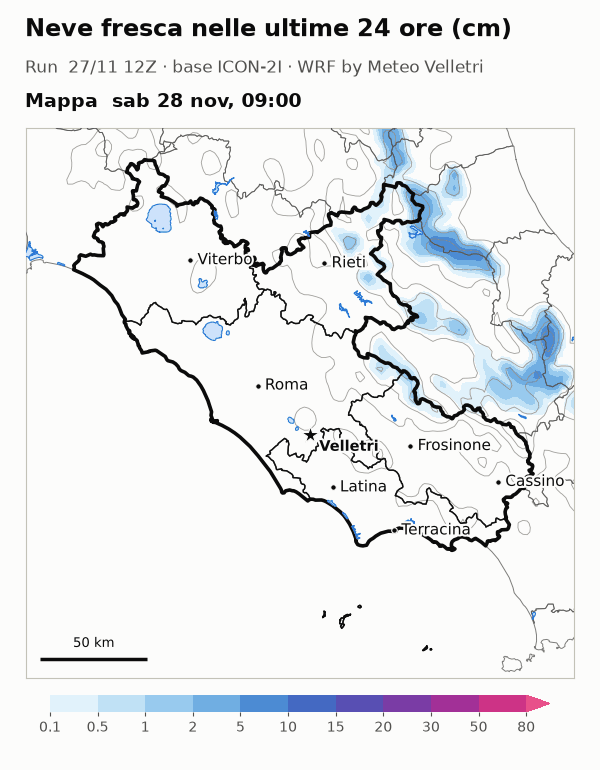 Neve fresca nelle ultime 24 ore (cm)
Run  27/11 12Z · base ICON-2I · WRF by Meteo Velletri
Mappa  sab 28 nov, 09:00
Viterbo
Rieti
Roma
Velletri
Frosinone
Latina
Cassino
Terracina
50 km
0.1 0.5 1 2 5 10 15 20 30 50 80